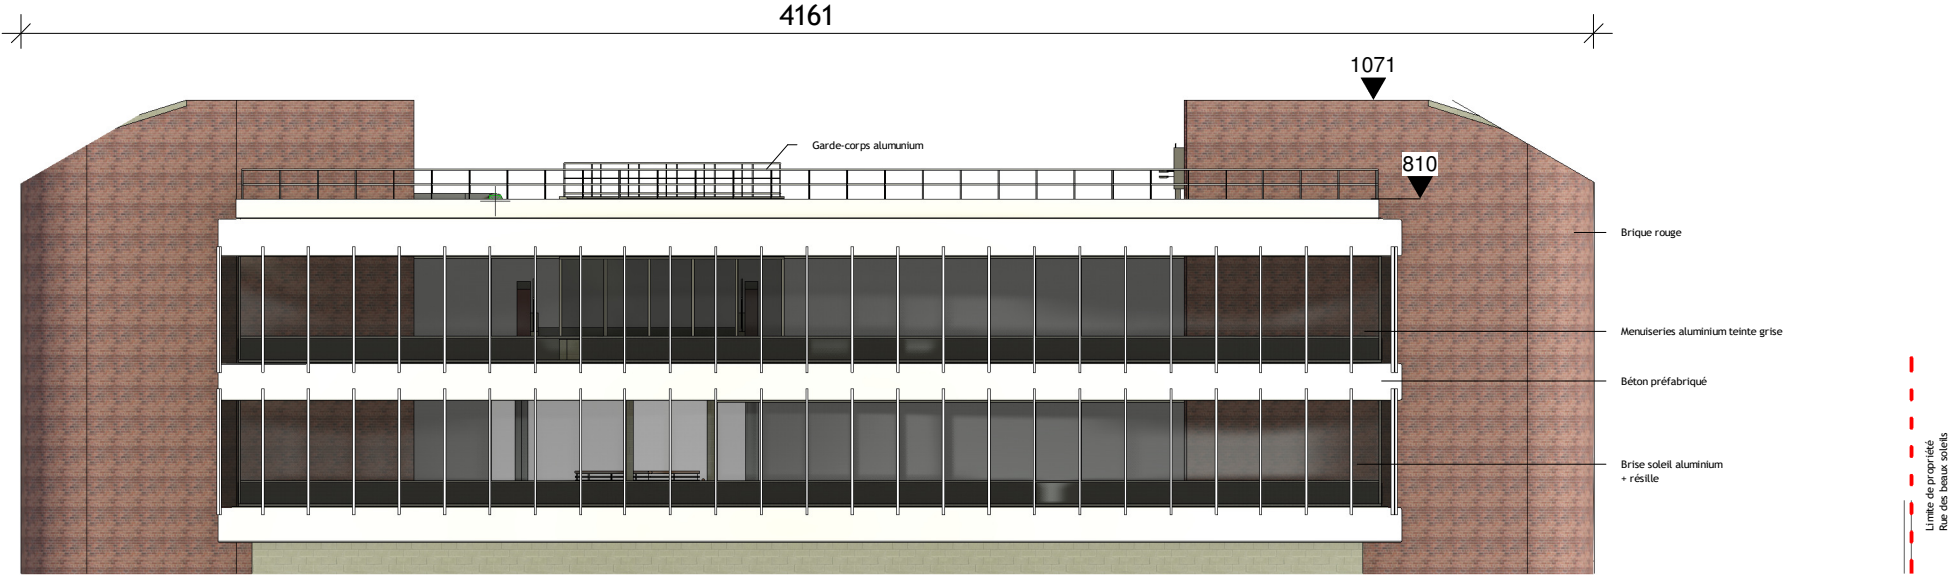 4161
1071
Garde-corps alumunium
810
Brique rouge
Menuiseries aluminium teinte grise
Béton préfabriqué
Brise soleil aluminium
+ résille
Limite de propriété
Rue des beaux soleils